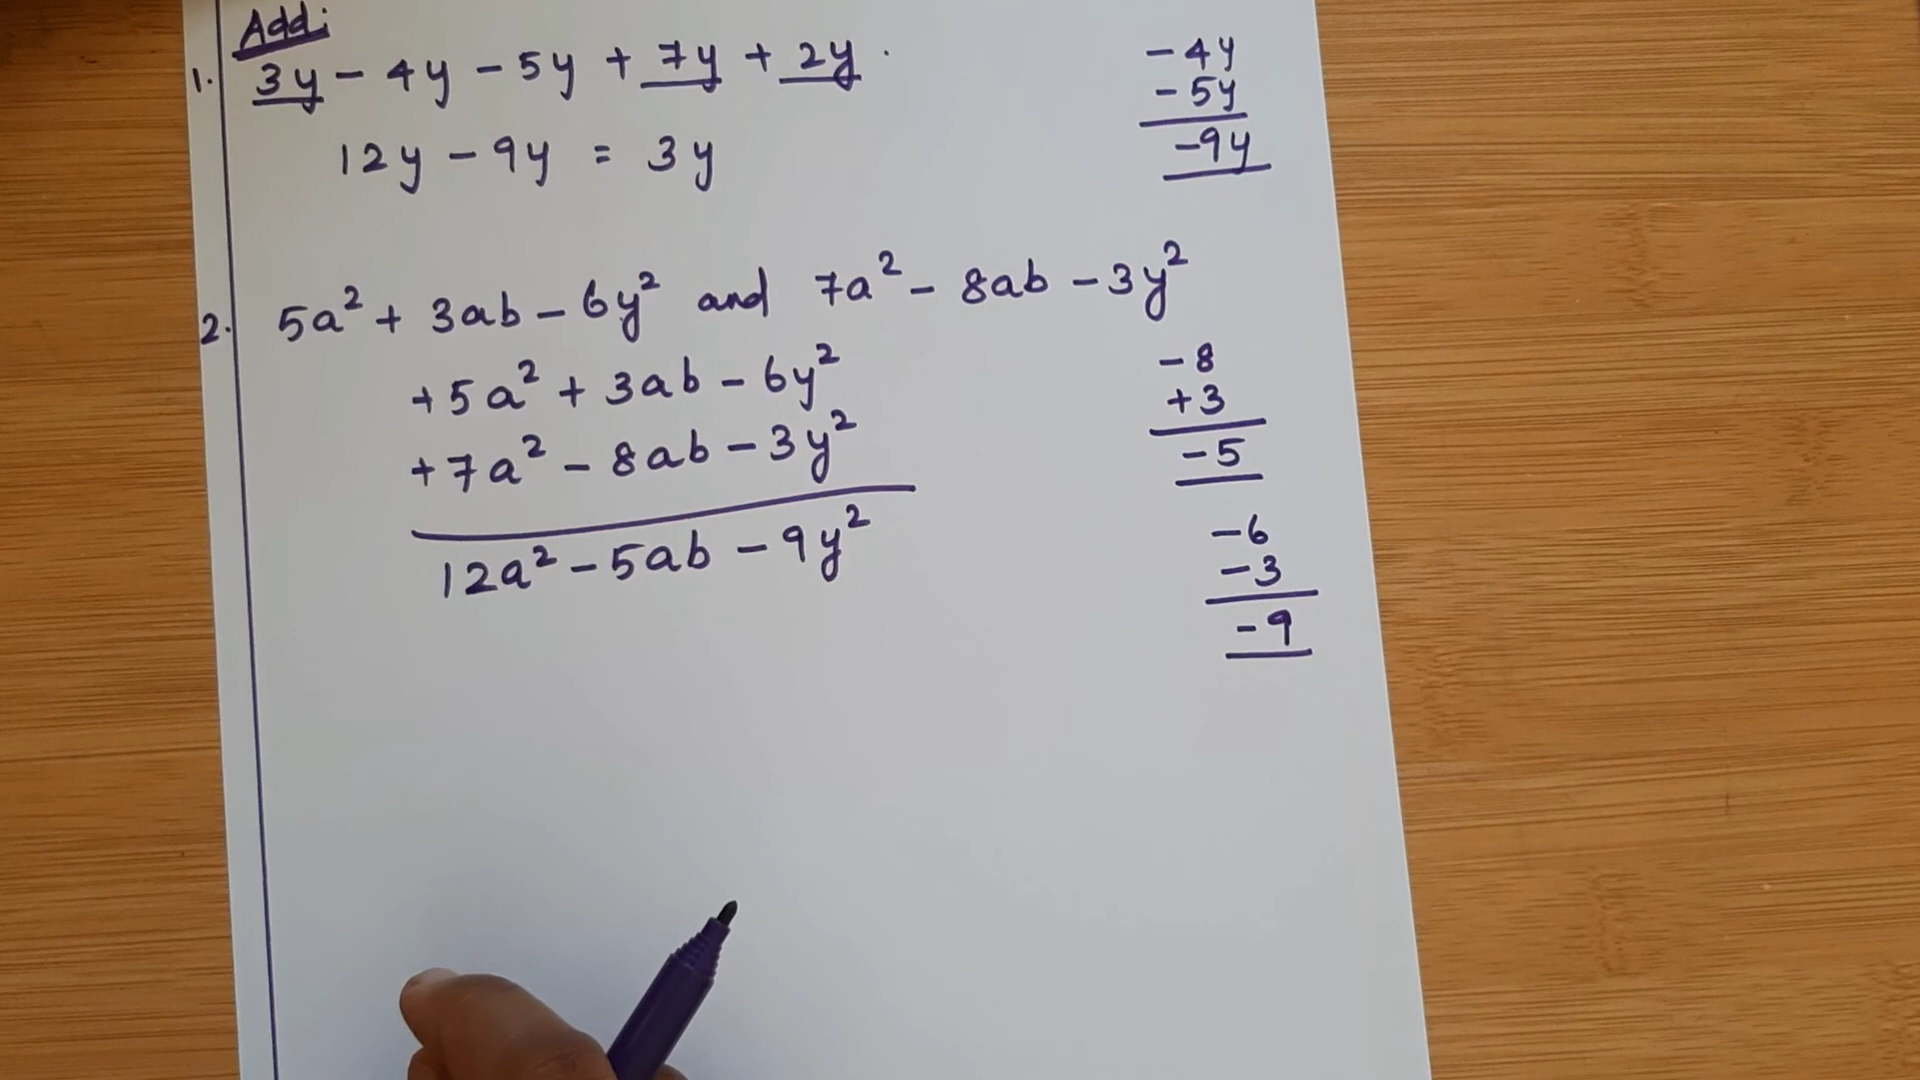 Add:
1. 3y - 4y - 5y + 7y + 2y.
12y - 9y = 3y
-4y
-5y
-9y
2. 5a² + 3ab - 6y² and 7a² - 8ab - 3y²
+5a² + 3ab - 6y²
+7a² - 8ab - 3y²
12a² - 5ab - 9y²
-8
+3
-5
-6
-3
-9